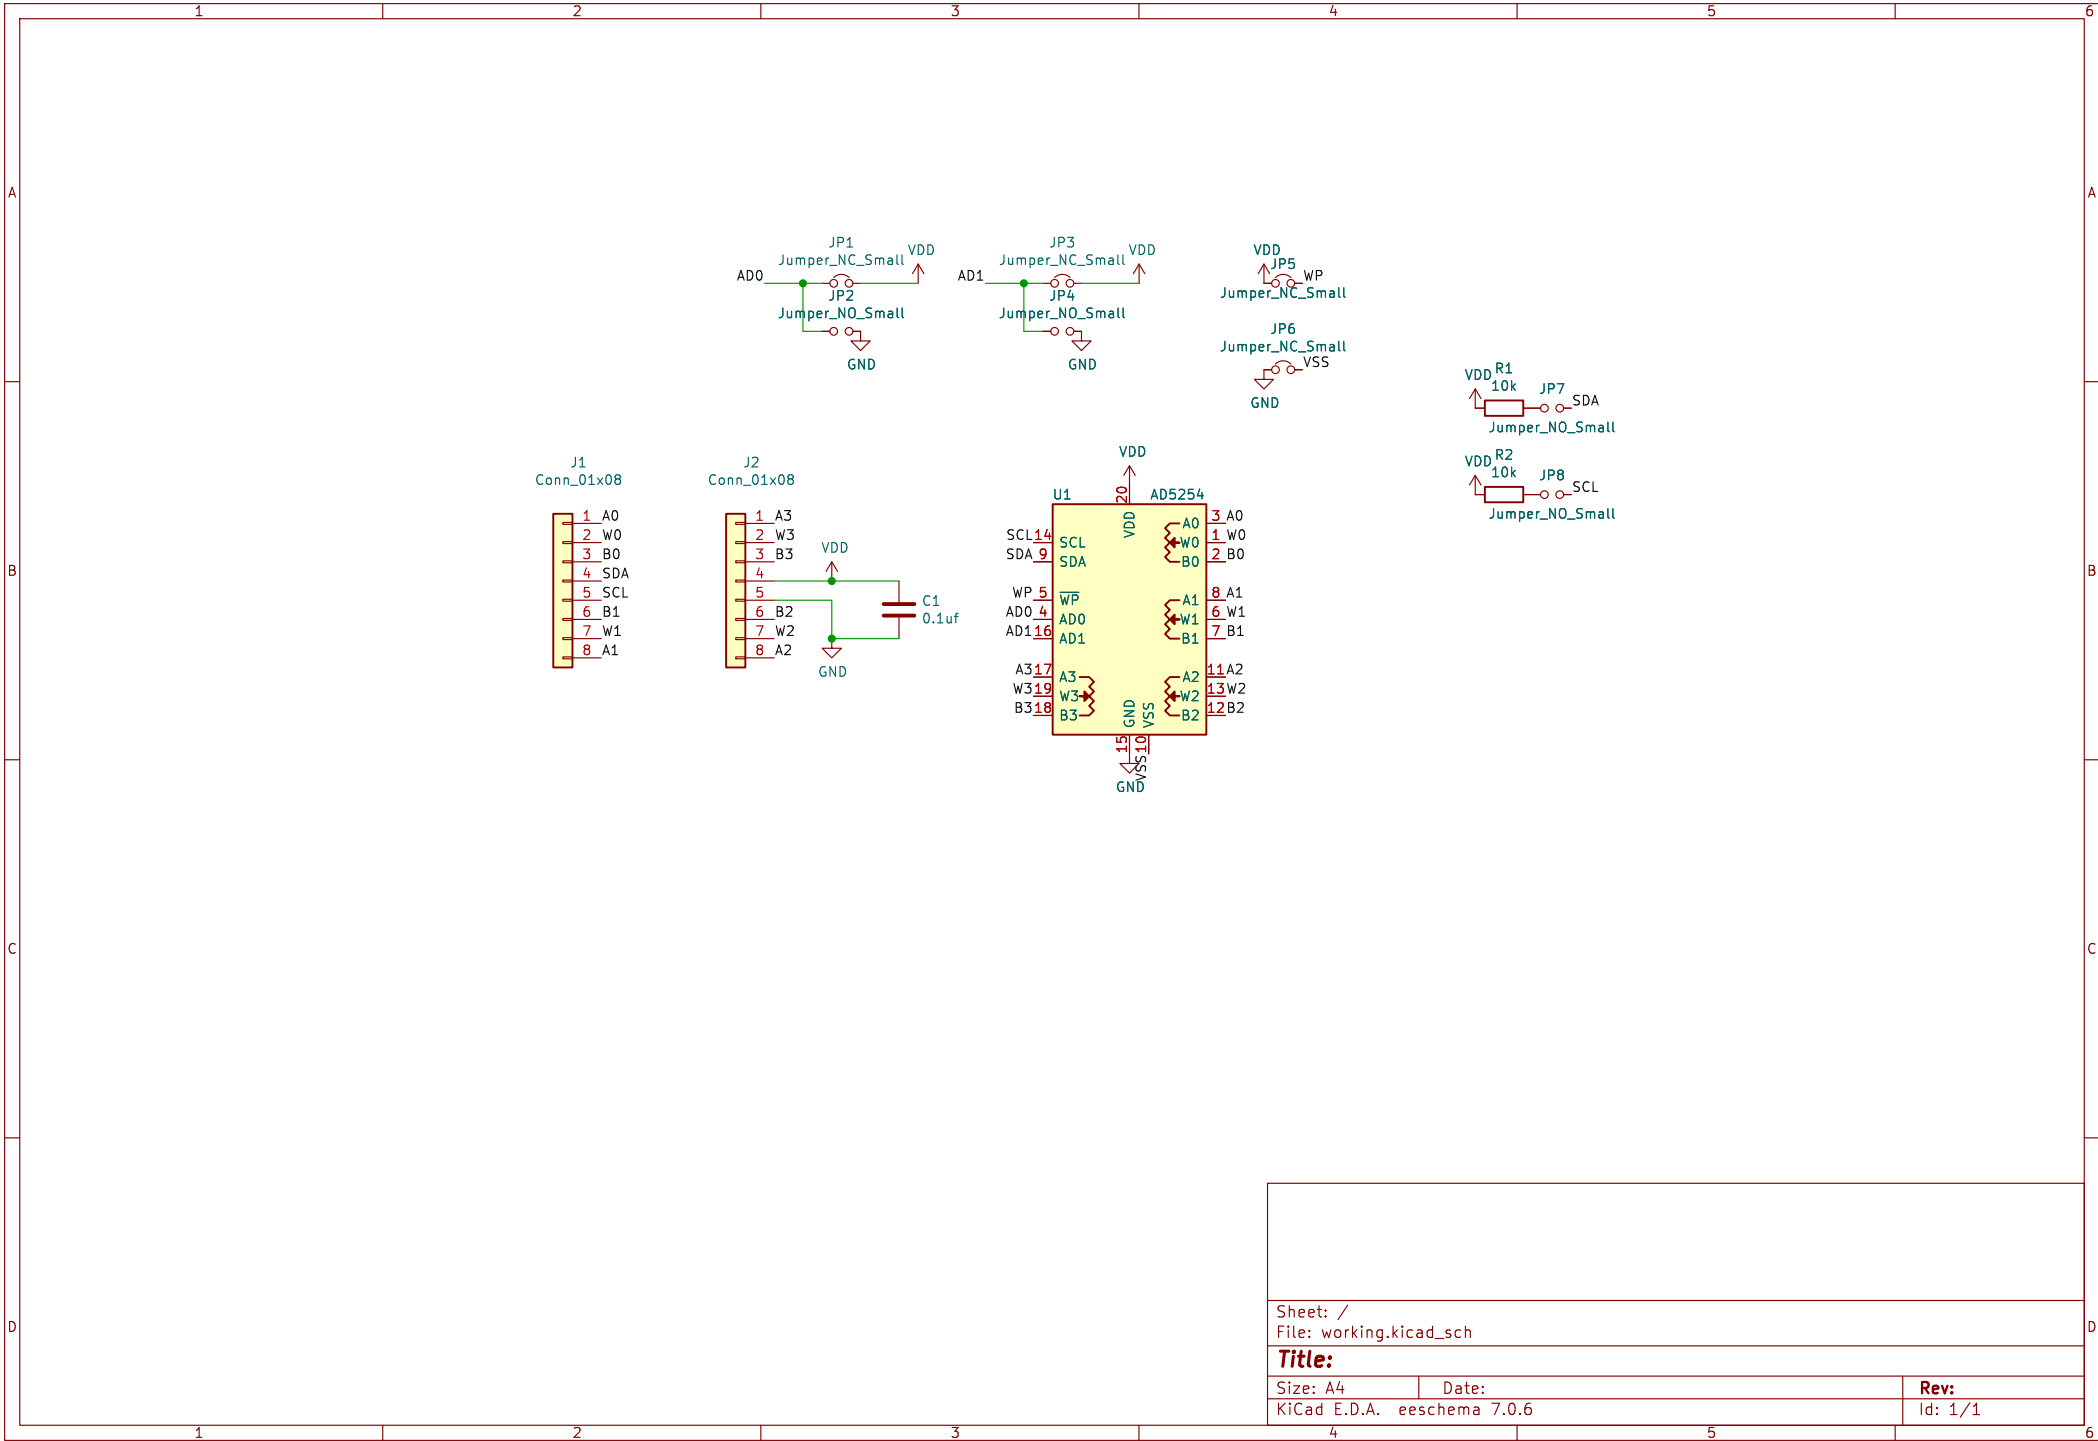 1 2 3 4 5 6
A A
JP1
Jumper_NC_Small
VDD
AD0
JP2
Jumper_NO_Small
GND
JP3
Jumper_NC_Small
VDD
AD1
JP4
Jumper_NO_Small
GND
VDD
JP5
WP
Jumper_NC_Small
JP6
Jumper_NC_Small
VSS
GND
VDD
R1
10k
JP7
SDA
Jumper_NO_Small
VDD
R2
10k
JP8
SCL
Jumper_NO_Small
B B
J1
Conn_01x08
1 A0
2 W0
3 B0
4 SDA
5 SCL
6 B1
7 W1
8 A1
J2
Conn_01x08
1 A3
2 W3
3 B3
4
5
6 B2
7 W2
8 A2
VDD
C1
0.1uf
GND
VDD
U1 AD5254
20
VDD
SCL 14 SCL
SDA 9 SDA
WP 5 WP
AD0 4 AD0
AD1 16 AD1
A3 17 A3
W3 19 W3
B3 18 B3
A0 3 A0
W0 1 W0
B0 2 B0
A1 8 A1
W1 6 W1
B1 7 B1
A2 11 A2
W2 13 W2
B2 12 B2
GND VSS
15 10
VSS
GND
C C
D D
Sheet: /
File: working.kicad_sch
Title:
Size: A4 Date: Rev:
KiCad E.D.A. eeschema 7.0.6 Id: 1/1
1 2 3 4 5 6